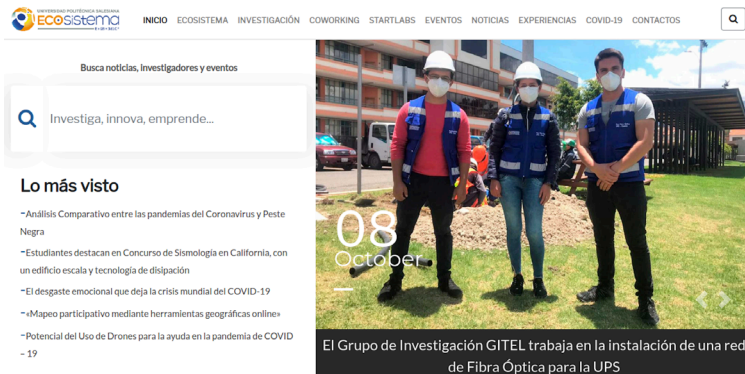 UNIVERSIDAD POLITÉCNICA SALESIANA
ECOsistema
INICIO ECOSISTEMA INVESTIGACIÓN COWORKING STARTLABS EVENTOS NOTICIAS EXPERIENCIAS COVID-19 CONTACTOS
Busca noticias, investigadores y eventos
Investiga, innova, emprende...
Lo más visto
-Análisis Comparativo entre las pandemias del Coronavirus y Peste
Negra
-Estudiantes destacan en Concurso de Sismología en California, con
un edificio escala y tecnología de disipación
-El desgaste emocional que deja la crisis mundial del COVID-19
-«Mapeo participativo mediante herramientas geográficas online»
-Potencial del Uso de Drones para la ayuda en la pandemia de COVID
– 19
08
October
El Grupo de Investigación GITEL trabaja en la instalación de una red
de Fibra Óptica para la UPS